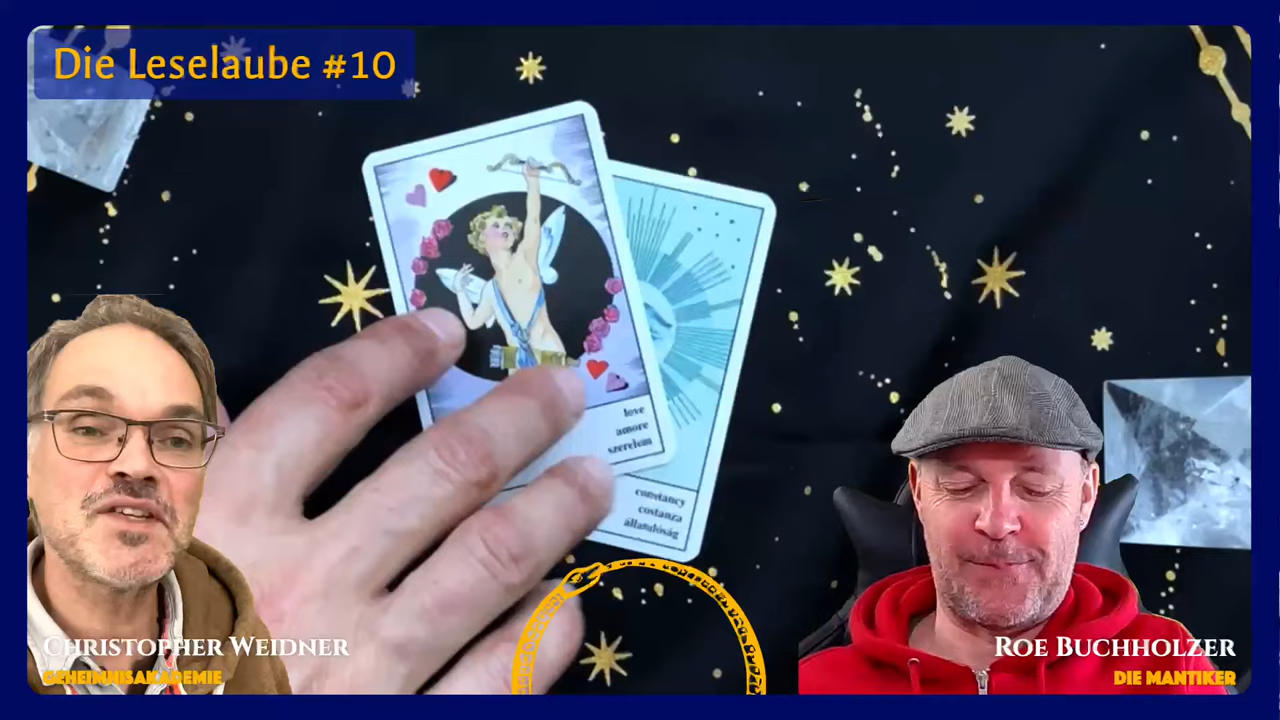 Die Leselaube #10
love
amore
szerelem
constancy
costanza
állandóság
Christopher Weidner
Geheimnisakademie
Roe Buchholzer
Die Mantiker